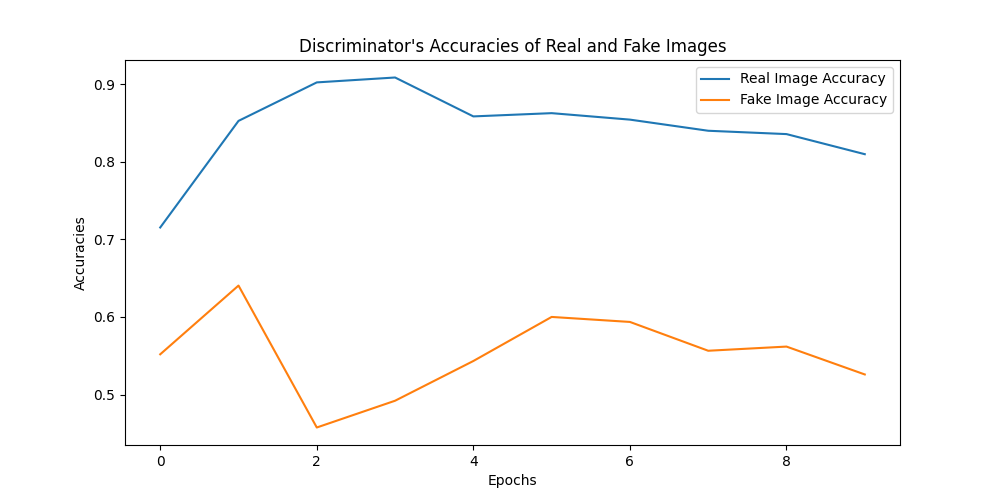 Discriminator's Accuracies of Real and Fake Images
Real Image Accuracy
Fake Image Accuracy
Accuracies
0.9
0.8
0.7
0.6
0.5
0 2 4 6 8
Epochs